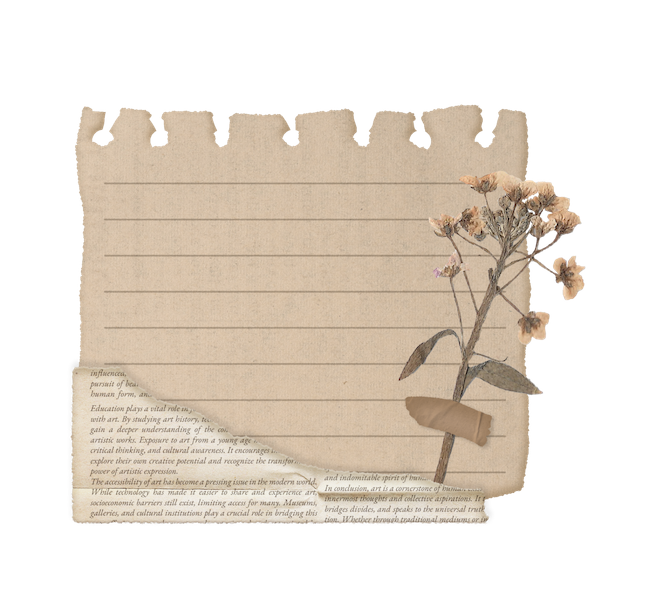 influenced,
pursuit of
human form, and
Education plays a vital role in
with art. By studying art history,
gain a deeper understanding of the
artistic works. Exposure to art from a young age
critical thinking, and cultural awareness. It encourages
explore their own creative potential and recognize the
power of artistic expression.
The accessibility of art has become a pressing issue in the modern world.
While technology has made it easier to share and experience art,
socioeconomic barriers still exist, limiting access for many. Museums,
galleries, and cultural institutions play a crucial role in bridging this
and indomitable spirit of
In conclusion, art is a cornerstone of human
innermost thoughts and collective aspirations. It
bridges divides, and speaks to the universal
tion. Whether through traditional mediums or